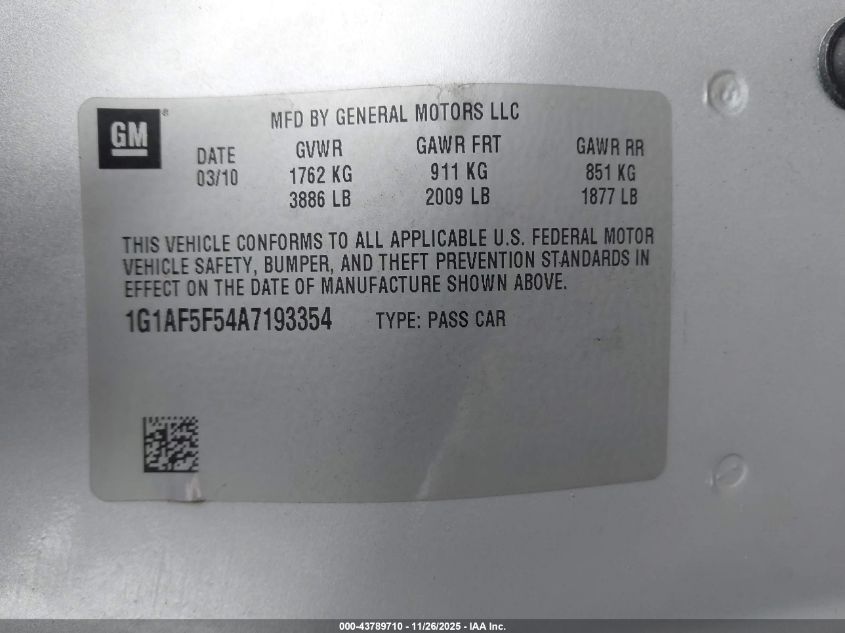 GM ®
MFD BY GENERAL MOTORS LLC
DATE GVWR GAWR FRT GAWR RR
03/10 1762 KG 911 KG 851 KG
3886 LB 2009 LB 1877 LB
THIS VEHICLE CONFORMS TO ALL APPLICABLE U.S. FEDERAL MOTOR
VEHICLE SAFETY, BUMPER, AND THEFT PREVENTION STANDARDS IN
EFFECT ON THE DATE OF MANUFACTURE SHOWN ABOVE.
1G1AF5F54A7193354 TYPE: PASS CAR
000-43789710 - 11/26/2025 - IAA Inc.